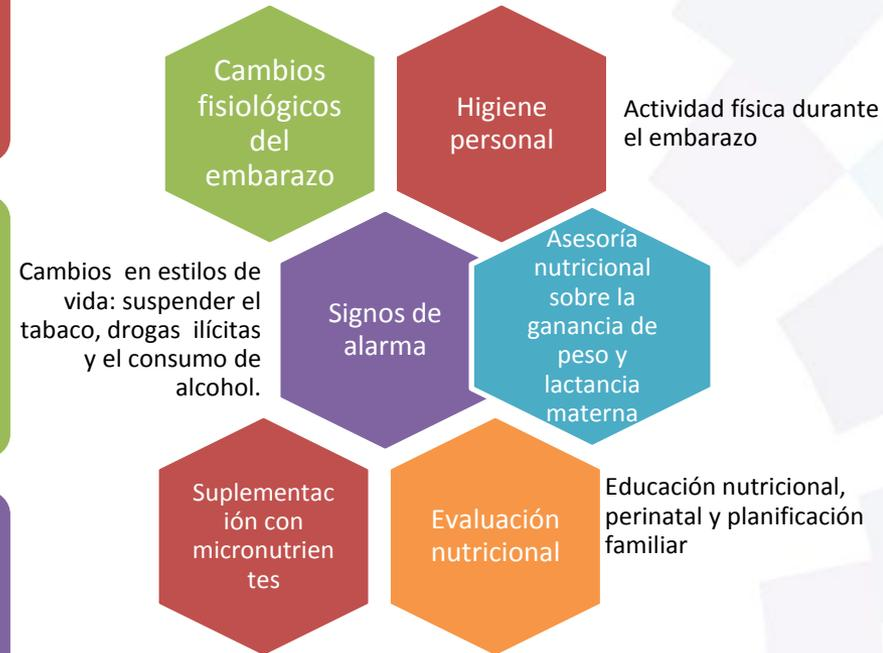 Cambios
fisiológicos
del
embarazo
Higiene
personal
Actividad física durante
el embarazo
Cambios en estilos de
vida: suspender el
tabaco, drogas ilícitas
y el consumo de
alcohol.
Signos de
alarma
Asesoría
nutricional
sobre la
ganancia de
peso y
lactancia
materna
Suplementac
ión con
micronutrien
tes
Evaluación
nutricional
Educación nutricional,
perinatal y planificación
familiar